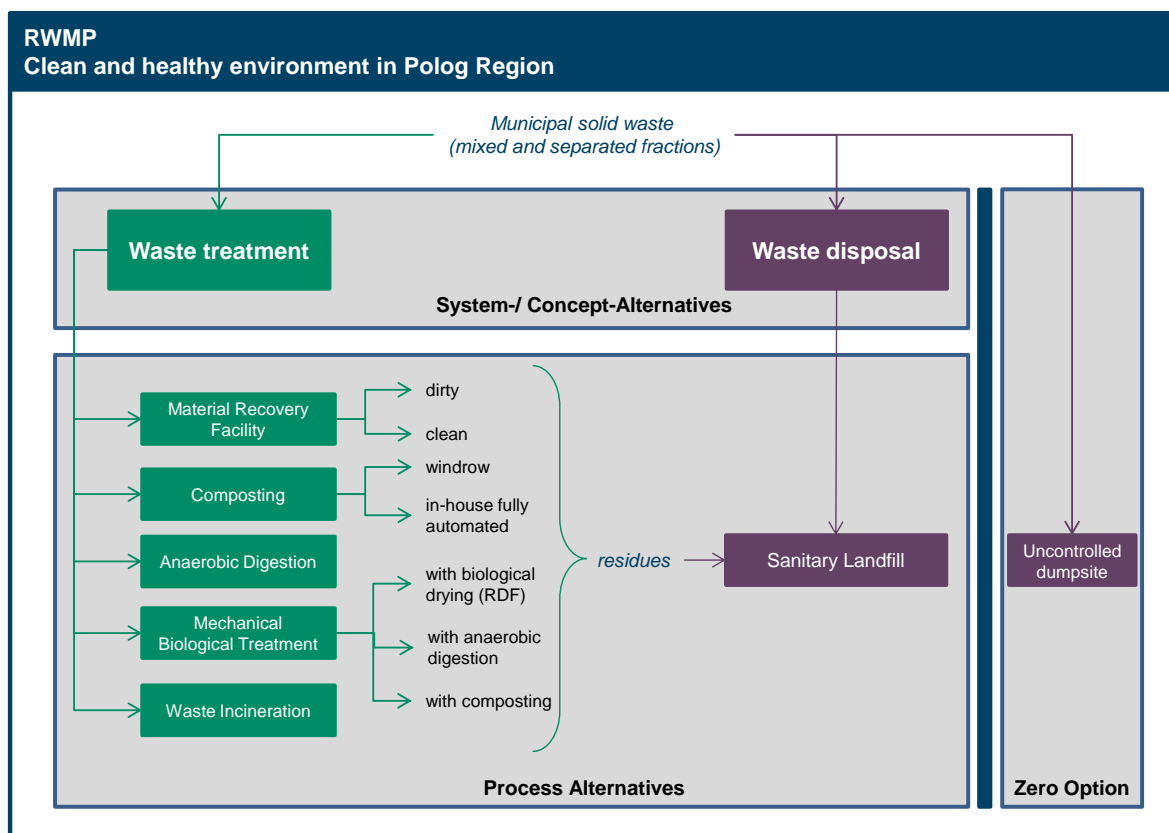 RWMP
Clean and healthy environment in Polog Region
Municipal solid waste
(mixed and separated fractions)
Waste treatment
Waste disposal
System-/ Concept-Alternatives
Material Recovery
Facility
dirty
clean
Composting
windrow
in-house fully
automated
Anaerobic Digestion
Mechanical
Biological Treatment
with biological
drying (RDF)
with anaerobic
digestion
with composting
Waste Incineration
residues
Sanitary Landfill
Uncontrolled
dumpsite
Process Alternatives
Zero Option